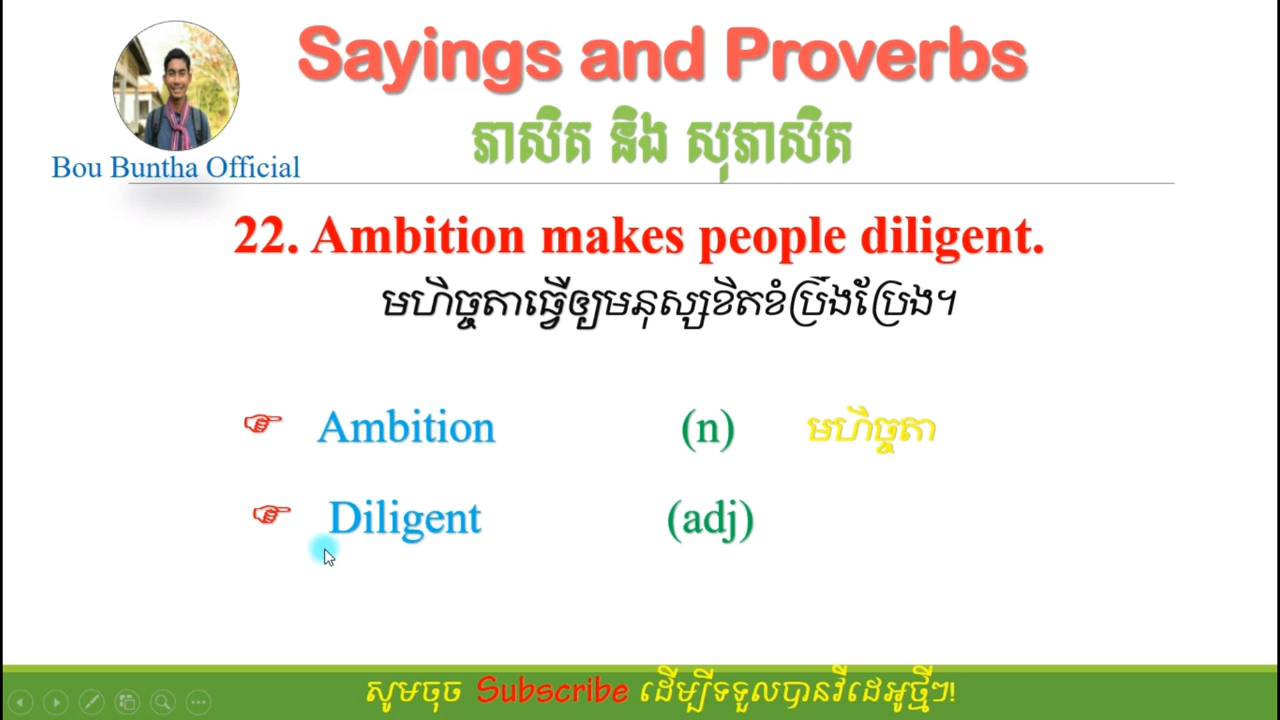 Sayings and Proverbs
ភាសិត និង សុភាសិត
Bou Buntha Official
22. Ambition makes people diligent.
មហិច្ចតាធ្វើឲ្យមនុស្សខិតខំប្រឹងប្រែង។
☞ Ambition (n) មហិច្ចតា
☞ Diligent (adj)
សូមចុច Subscribe ដើម្បីទទួលបានវីដេអូថ្មីៗ!